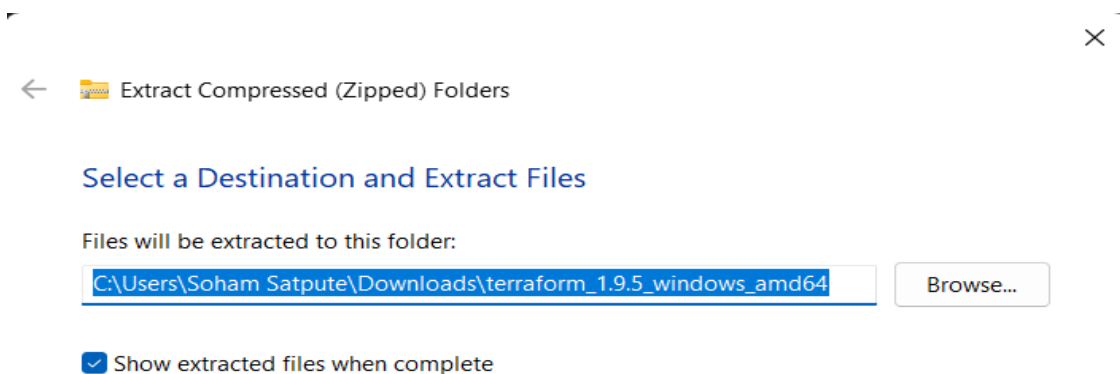 Extract Compressed (Zipped) Folders
Select a Destination and Extract Files
Files will be extracted to this folder:
C:\Users\Soham Satpute\Downloads\terraform_1.9.5_windows_amd64
Browse...
Show extracted files when complete